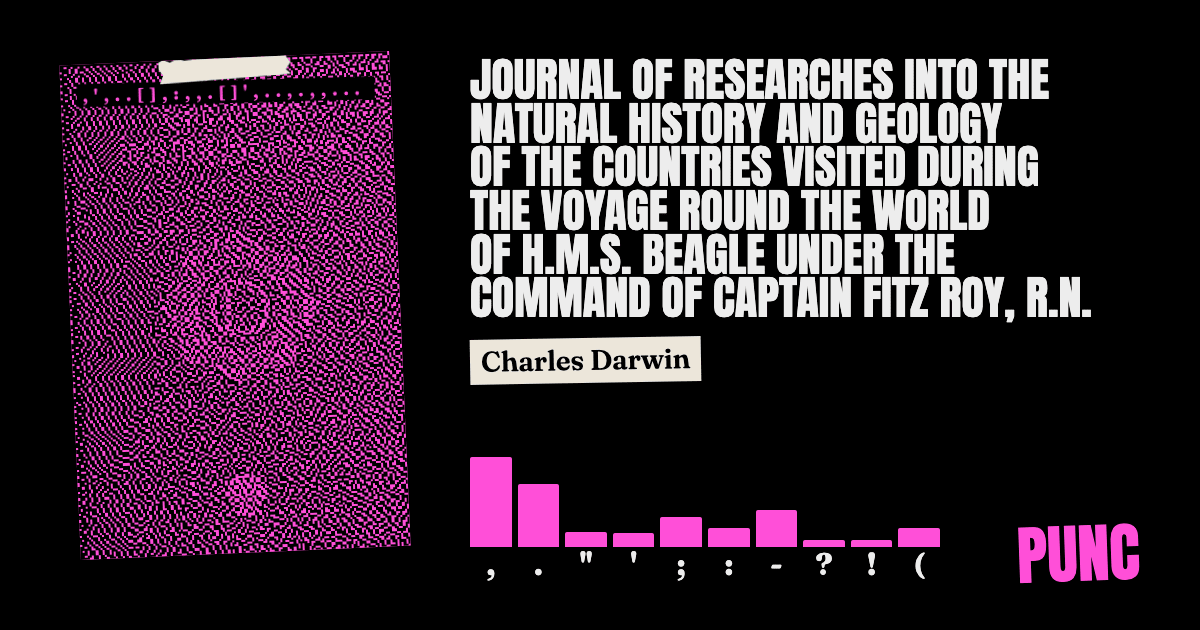 ,',..[],:,,.[]',..,.,,...
JOURNAL OF RESEARCHES INTO THE
NATURAL HISTORY AND GEOLOGY
OF THE COUNTRIES VISITED DURING
THE VOYAGE ROUND THE WORLD
OF H.M.S. BEAGLE UNDER THE
COMMAND OF CAPTAIN FITZ ROY, R.N.
Charles Darwin
, . " ' ; : - ? ! (
PUNC